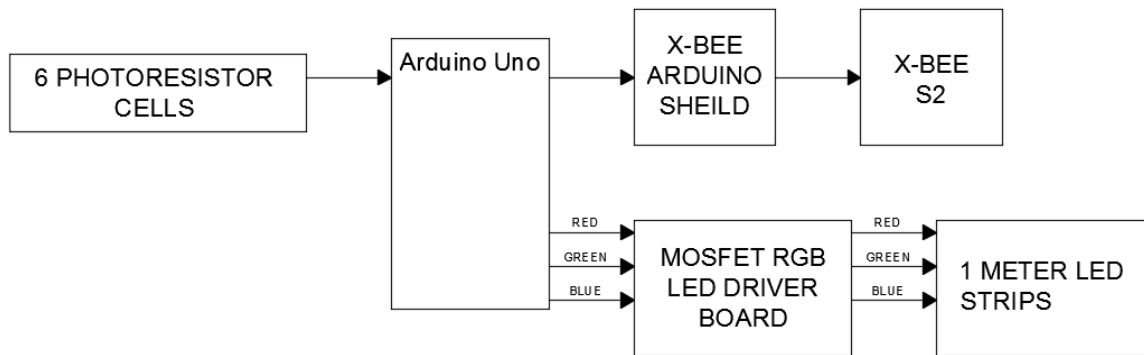 6 PHOTORESISTOR
CELLS
Arduino Uno
X-BEE
ARDUINO
SHEILD
X-BEE
S2
RED
GREEN
BLUE
MOSFET RGB
LED DRIVER
BOARD
RED
GREEN
BLUE
1 METER LED
STRIPS